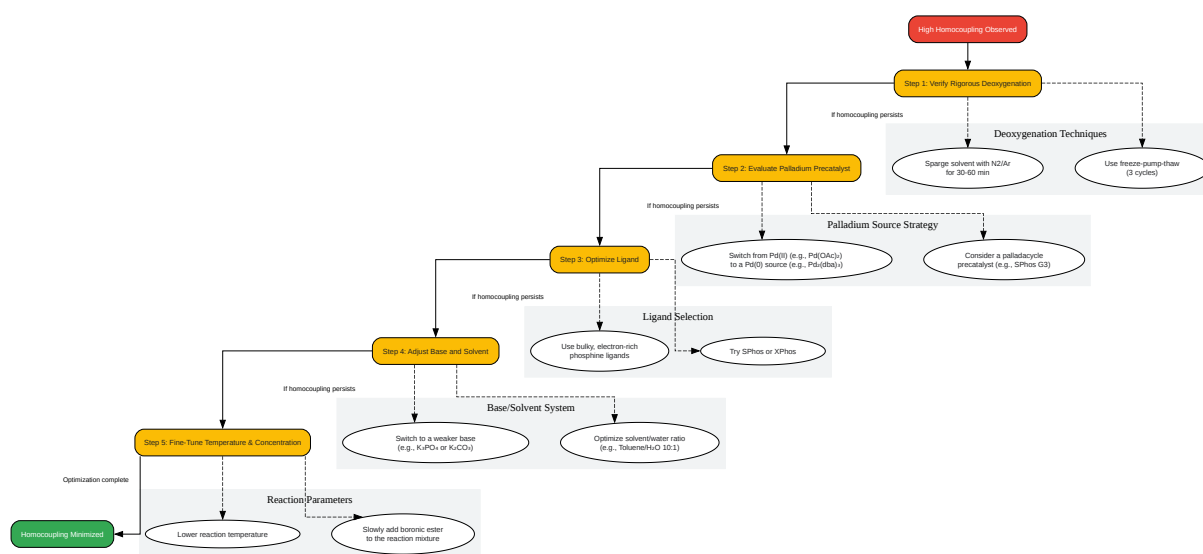 High Homocoupling Observed
Step 1: Verify Rigorous Deoxygenation
If homocoupling persists
Deoxygenation Techniques
Sparge solvent with N2/Ar
for 30-60 min
Use freeze-pump-thaw
(3 cycles)
Step 2: Evaluate Palladium Precatalyst
If homocoupling persists
Palladium Source Strategy
Switch from Pd(II) (e.g., Pd(OAc)₂)
to a Pd(0) source (e.g., Pd₂(dba)₃)
Consider a palladacycle
precatalyst (e.g., SPhos G3)
Step 3: Optimize Ligand
If homocoupling persists
Ligand Selection
Use bulky, electron-rich
phosphine ligands
Try SPhos or XPhos
Step 4: Adjust Base and Solvent
If homocoupling persists
Base/Solvent System
Switch to a weaker base
(e.g., K₃PO₄ or K₂CO₃)
Optimize solvent/water ratio
(e.g., Toluene/H₂O 10:1)
Step 5: Fine-Tune Temperature & Concentration
Optimization complete
Reaction Parameters
Lower reaction temperature
Slowly add boronic ester
to the reaction mixture
Homocoupling Minimized